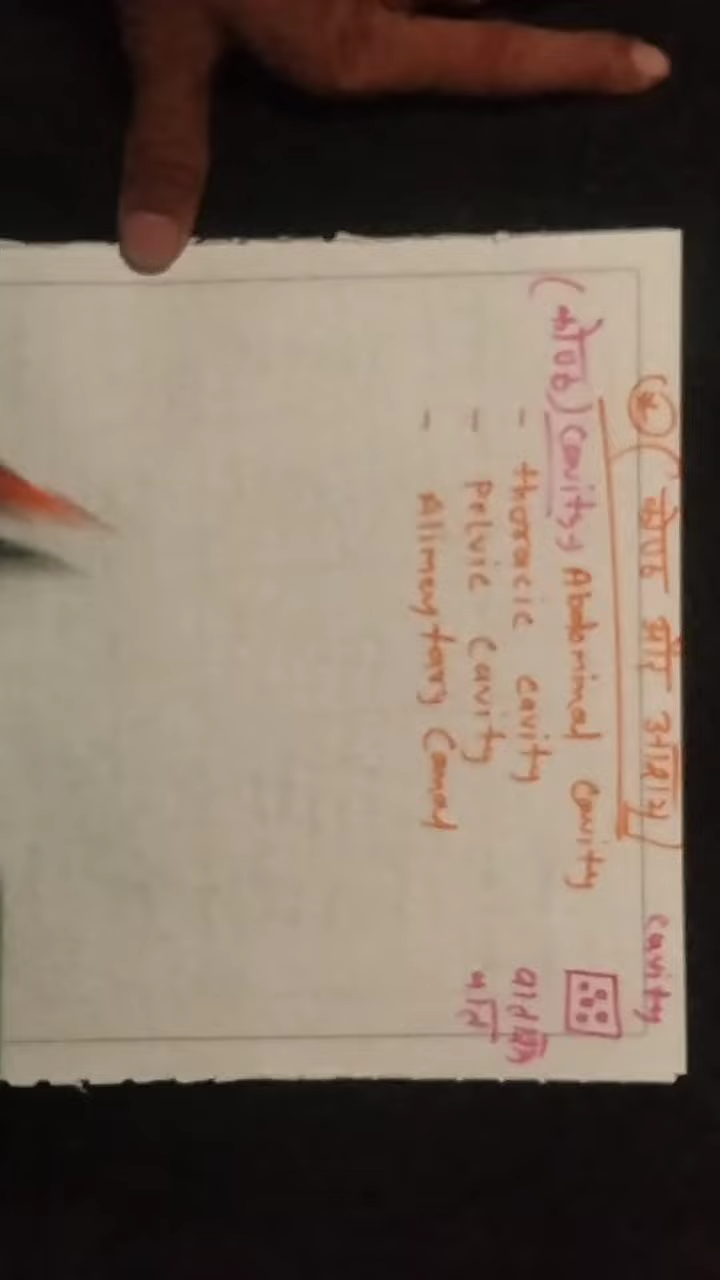 (*) (कोष्ठ और आशय) cavity
(कोष्ठ) Cavity → Abdominal cavity
- thoracic cavity
- Pelvic cavity
- Alimentary Canal